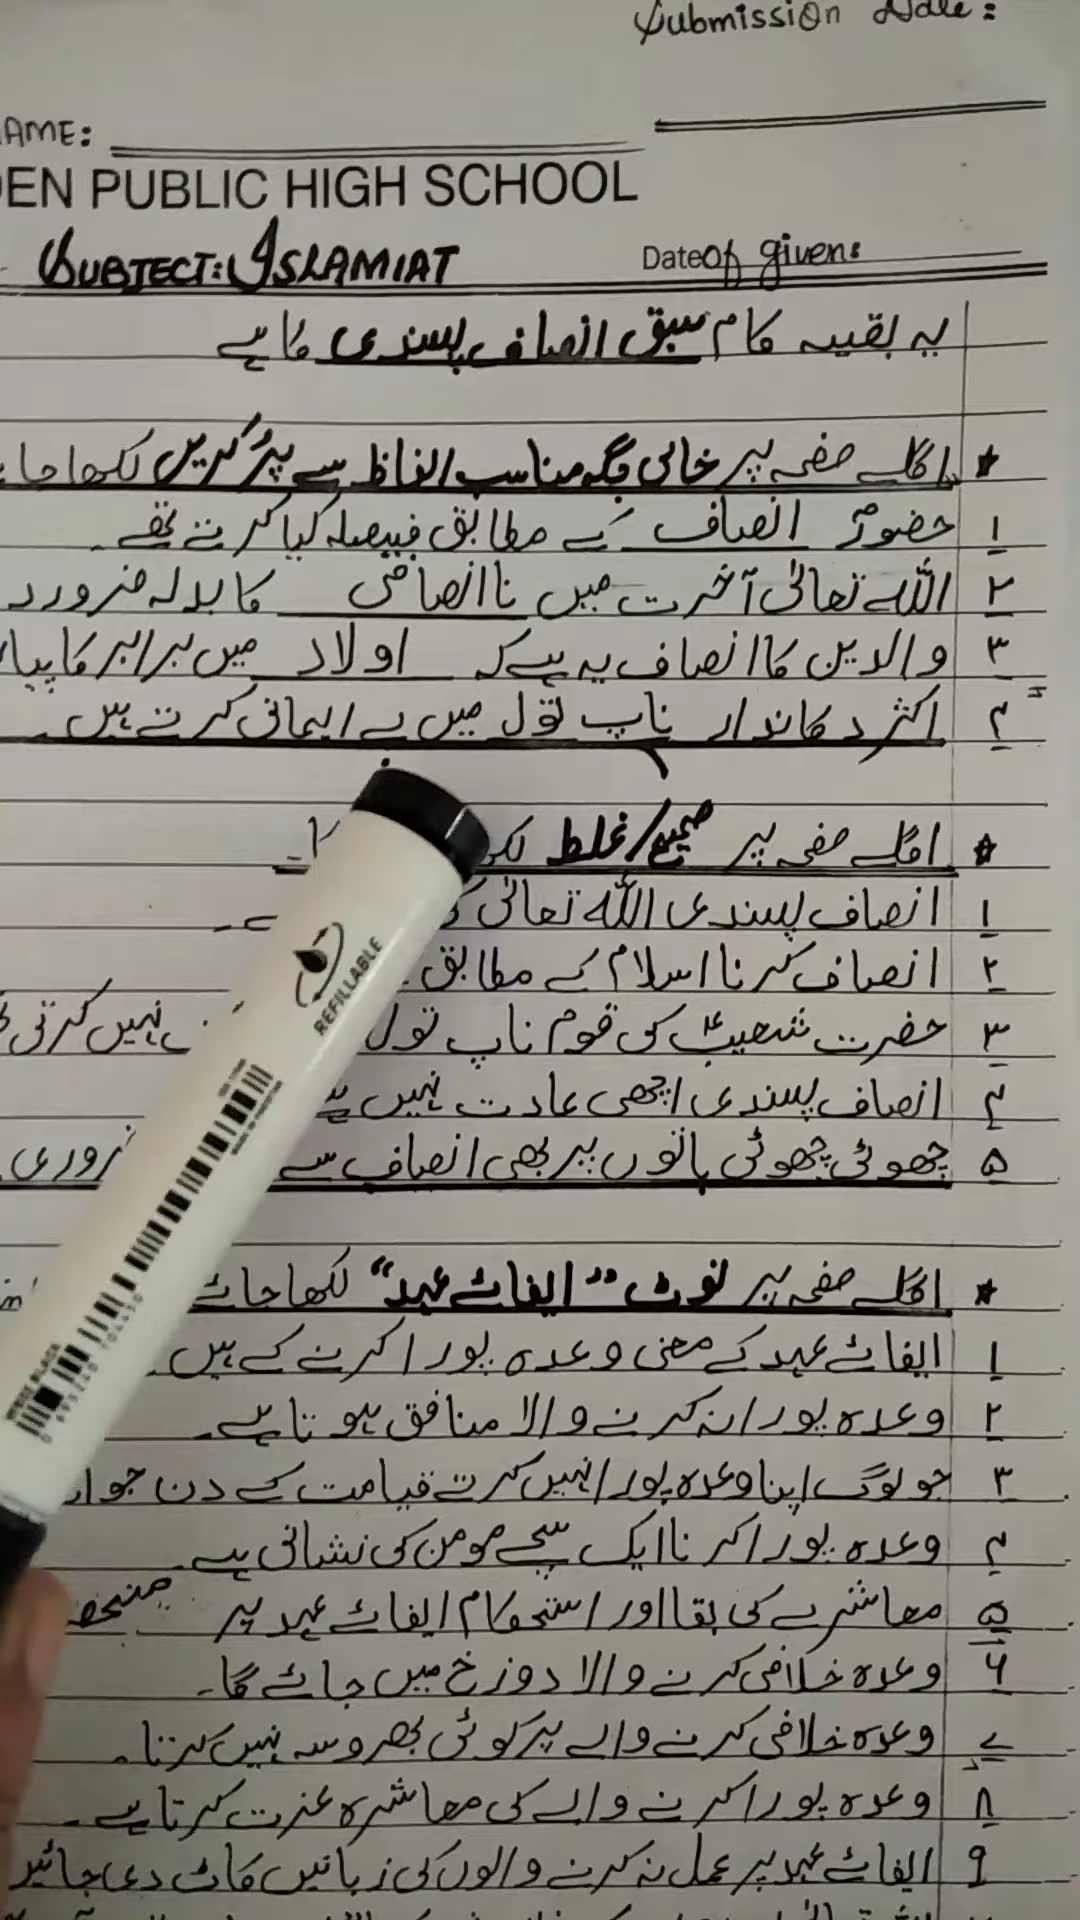 Submission Date:
NAME:
DEN PUBLIC HIGH SCHOOL
SUBJECT: ISLAMIAT
Date Of given:
یہ بقیہ کام سبق انصاف پسندی کا ہے
* اگلے صفحہ پر خالی جگہ مناسب الفاظ سے پُر کریں لکھا جا
۱ حضورؐ انصاف کے مطابق فیصلہ کیا کرتے تھے۔
۲ اللہ تعالیٰ آخرت میں ناانصافی کا بدلہ ضرور د
۳ والدین کا انصاف یہ ہے کہ اولاد میں برابر کا پیا
۴ اکثر دکاندار ناپ تول میں بے ایمانی کرتے ہیں۔
* اگلے صفحہ پر صحیح/غلط لکھ
۱ انصاف پسندی اللہ تعالیٰ
۲ انصاف کرنا اسلام کے مطابق
۳ حضرت شعیبؑ کی قوم ناپ تول نہیں کرتی
۴ انصاف پسندی اچھی عادت نہیں ہے
۵ چھوئی چھوئی باتوں پر بھی انصاف سے ضروری
REFILLABLE
* اگلے صفحہ پر نوٹ "ایفائے عہد" لکھا جائے
۱ ایفائے عہد کے معنی وعدہ پورا کرنے کے ہیں۔
۲ وعدہ پورا نہ کرنے والا منافق ہوتا ہے۔
۳ جو لوگ اپنا وعدہ پورا نہیں کرتے قیامت کے دن جوا
۴ وعدہ پورا کرنا ایک سچے مومن کی نشانی ہے۔
۵ معاشرے کی بقا اور استحکام ایفائے عہد پر منحصر
۶ وعدہ خلافی کرنے والا دوزخ میں جائے گا۔
۷ وعدہ خلافی کرنے والے پر کوئی بھروسہ نہیں کرتا۔
۸ وعدہ پورا کرنے والے کی معاشرہ عزت کرتا ہے۔
۹ ایفائے عہد پر عمل نہ کرنے والوں کی زبانیں کاٹ دی جائیں